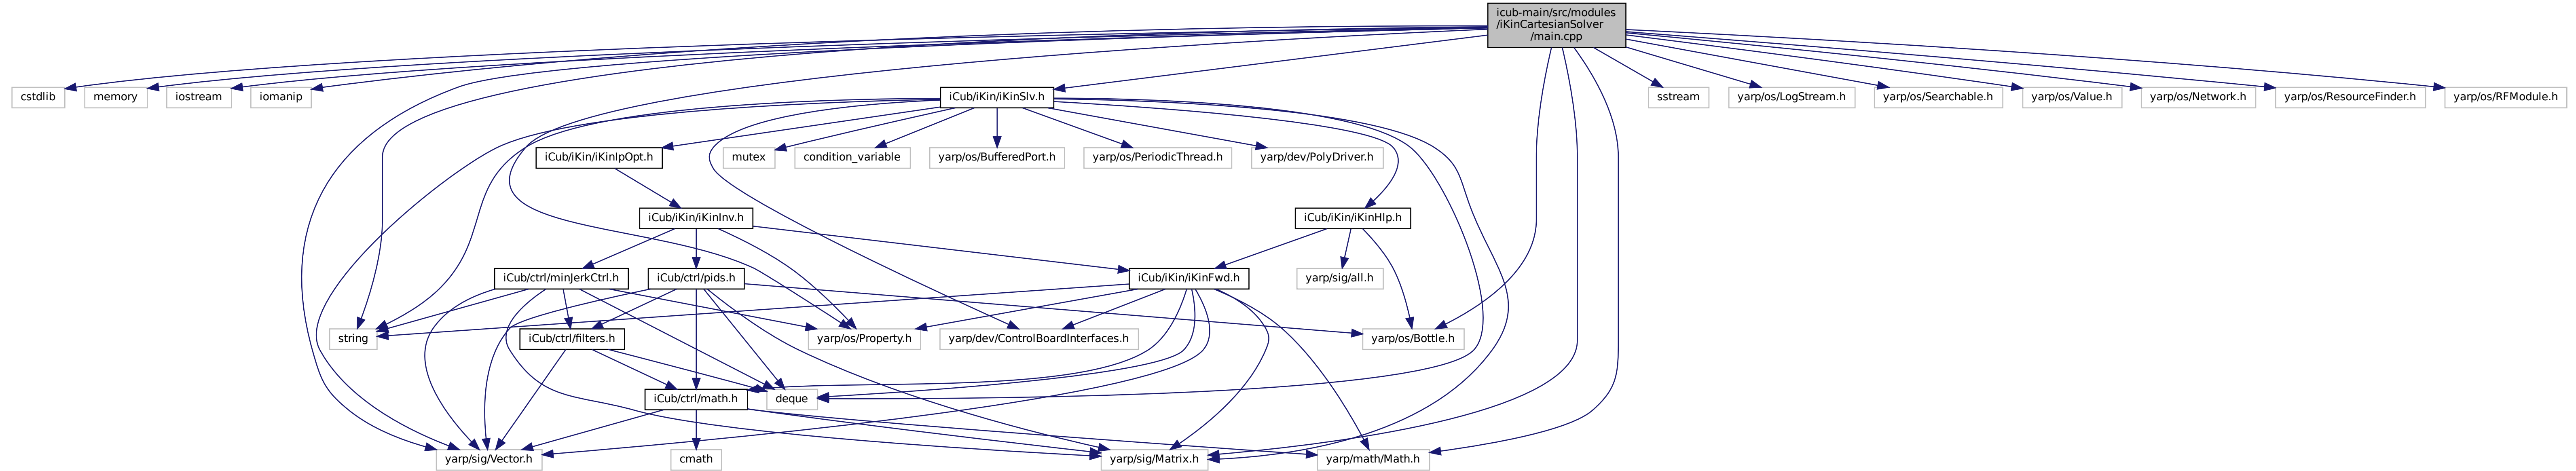 icub-main/src/modules
/iKinCartesianSolver
/main.cpp
cstdlib
memory
iostream
iomanip
iCub/iKin/iKinSlv.h
sstream
yarp/os/LogStream.h
yarp/os/Searchable.h
yarp/os/Value.h
yarp/os/Network.h
yarp/os/ResourceFinder.h
yarp/os/RFModule.h
iCub/iKin/iKinIpOpt.h
mutex
condition_variable
yarp/os/BufferedPort.h
yarp/os/PeriodicThread.h
yarp/dev/PolyDriver.h
iCub/iKin/iKinInv.h
iCub/iKin/iKinHlp.h
iCub/ctrl/minJerkCtrl.h
iCub/ctrl/pids.h
iCub/iKin/iKinFwd.h
yarp/sig/all.h
string
iCub/ctrl/filters.h
yarp/os/Property.h
yarp/dev/ControlBoardInterfaces.h
yarp/os/Bottle.h
iCub/ctrl/math.h
deque
yarp/sig/Vector.h
cmath
yarp/sig/Matrix.h
yarp/math/Math.h